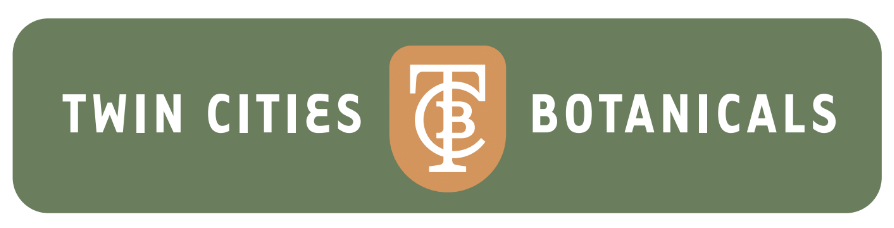 TWIN CITIES TCB BOTANICALS